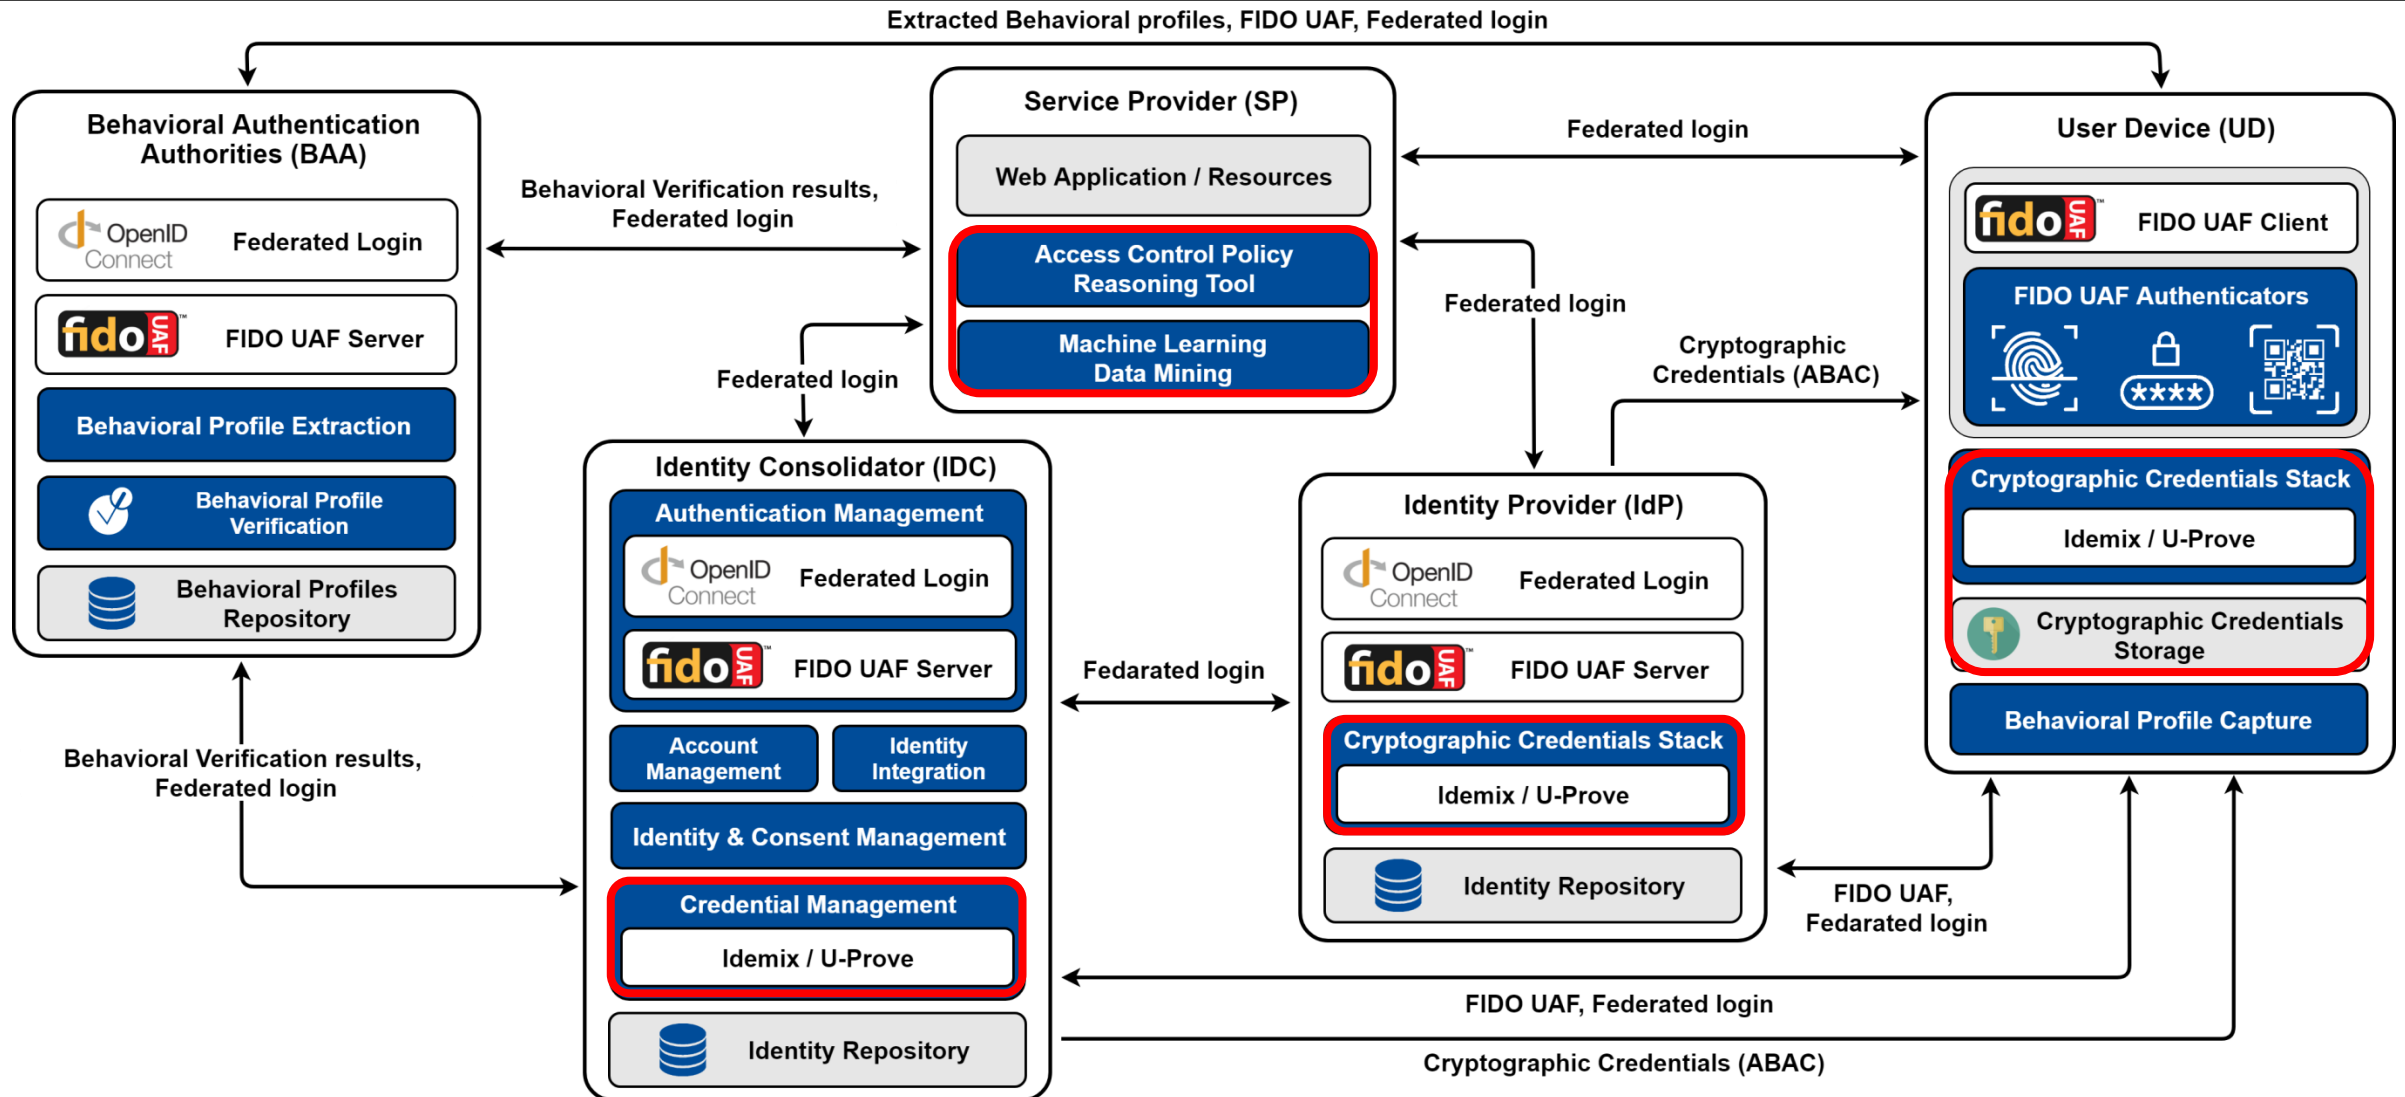 Extracted Behavioral profiles, FIDO UAF, Federated login
Behavioral Authentication
Authorities (BAA)
OpenID
Connect
Federated Login
fido
UAF
™
FIDO UAF Server
Behavioral Profile Extraction
Behavioral Profile
Verification
Behavioral Profiles
Repository
Behavioral Verification results,
Federated login
Service Provider (SP)
Web Application / Resources
Access Control Policy
Reasoning Tool
Machine Learning
Data Mining
Federated login
Federated login
Federated login
Cryptographic
Credentials (ABAC)
User Device (UD)
fido
UAF
™
FIDO UAF Client
FIDO UAF Authenticators
****
Cryptographic Credentials Stack
Idemix / U-Prove
Cryptographic Credentials
Storage
Behavioral Profile Capture
Identity Consolidator (IDC)
Authentication Management
OpenID
Connect
Federated Login
fido
UAF
™
FIDO UAF Server
Account
Management
Identity
Integration
Identity & Consent Management
Credential Management
Idemix / U-Prove
Identity Repository
Fedarated login
Identity Provider (IdP)
OpenID
Connect
Federated Login
fido
UAF
™
FIDO UAF Server
Cryptographic Credentials Stack
Idemix / U-Prove
Identity Repository
Behavioral Verification results,
Federated login
FIDO UAF,
Fedarated login
FIDO UAF, Federated login
Cryptographic Credentials (ABAC)